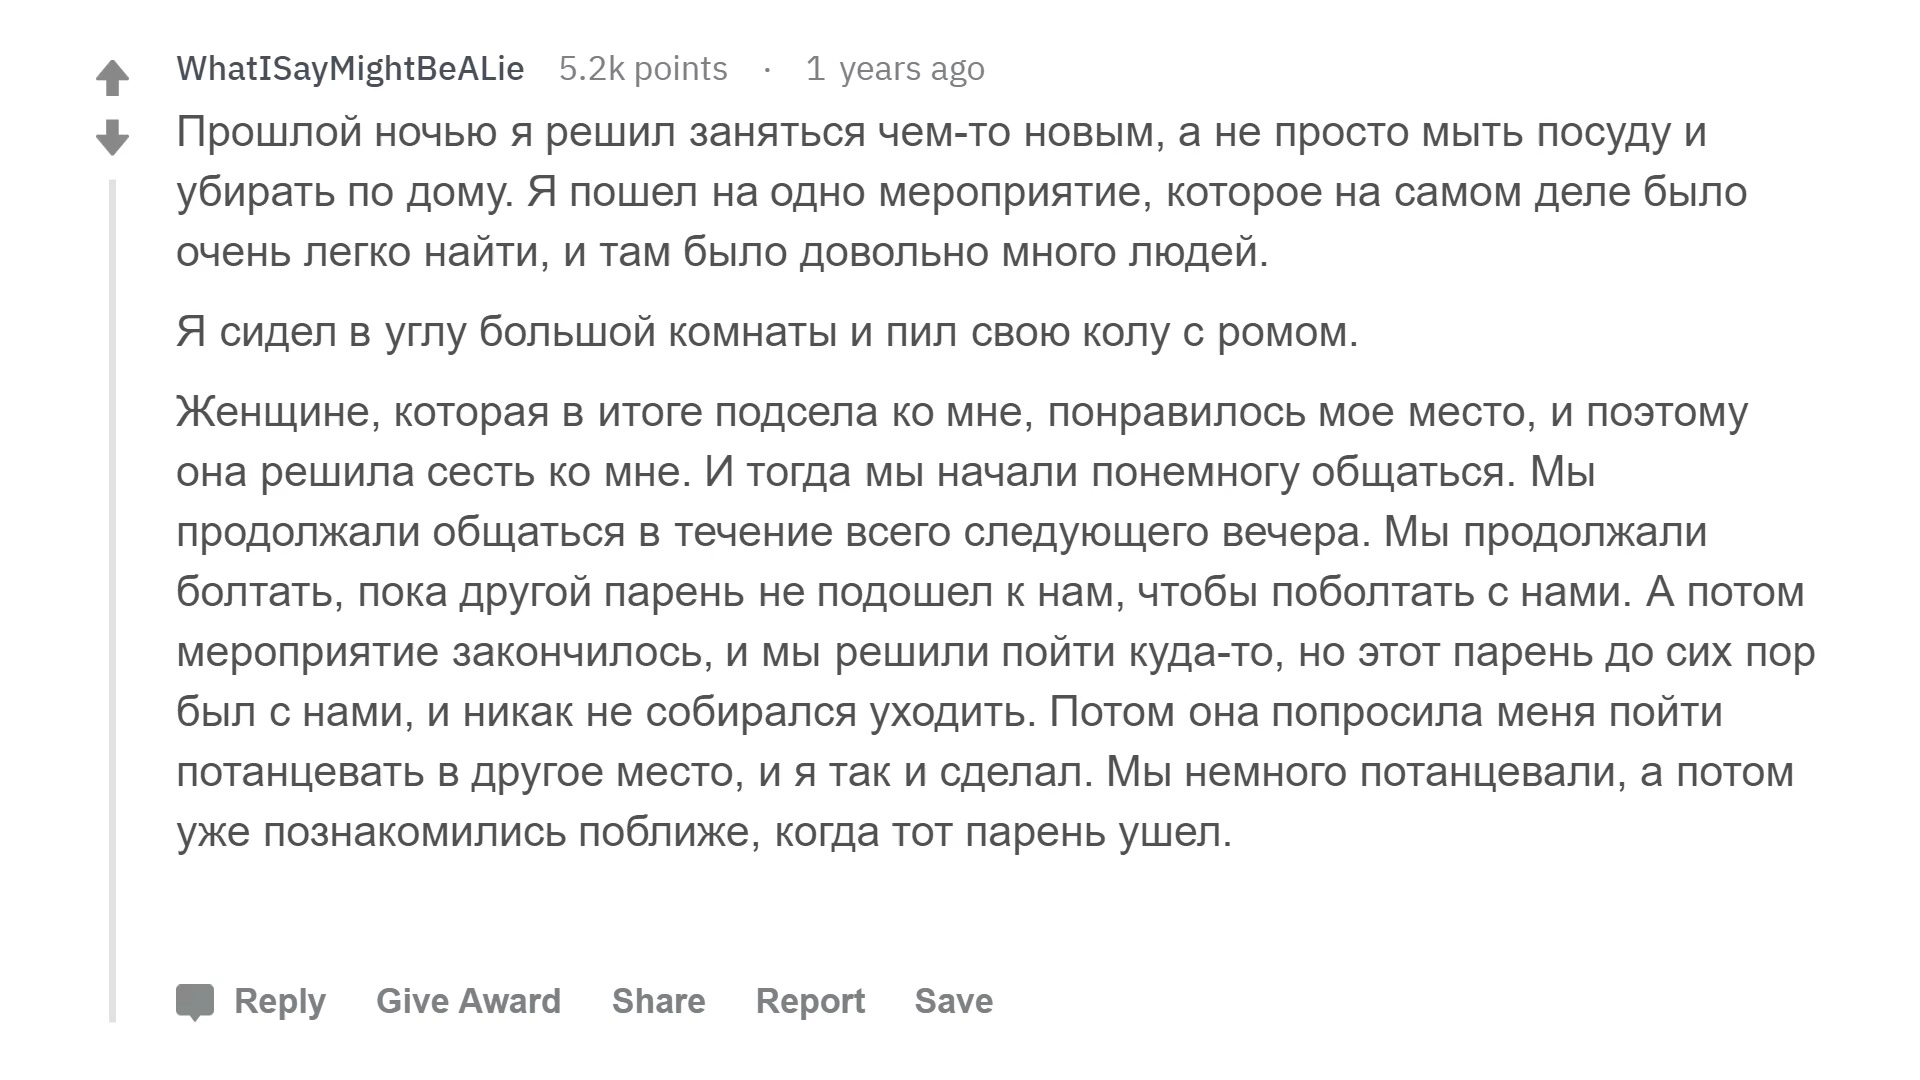 WhatISayMightBeALie 5.2k points · 1 years ago
Прошлой ночью я решил заняться чем-то новым, а не просто мыть посуду и
убирать по дому. Я пошел на одно мероприятие, которое на самом деле было
очень легко найти, и там было довольно много людей.
Я сидел в углу большой комнаты и пил свою колу с ромом.
Женщине, которая в итоге подсела ко мне, понравилось мое место, и поэтому
она решила сесть ко мне. И тогда мы начали понемногу общаться. Мы
продолжали общаться в течение всего следующего вечера. Мы продолжали
болтать, пока другой парень не подошел к нам, чтобы поболтать с нами. А потом
мероприятие закончилось, и мы решили пойти куда-то, но этот парень до сих пор
был с нами, и никак не собирался уходить. Потом она попросила меня пойти
потанцевать в другое место, и я так и сделал. Мы немного потанцевали, а потом
уже познакомились поближе, когда тот парень ушел.
Reply Give Award Share Report Save